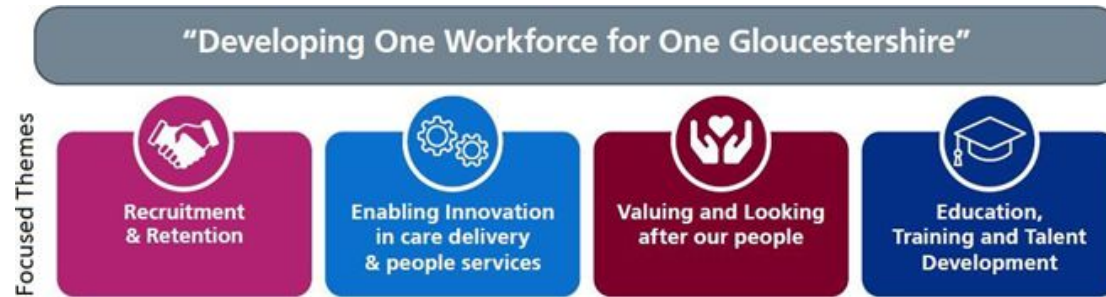 “Developing One Workforce for One Gloucestershire”
Focused Themes
Recruitment
& Retention
Enabling Innovation
in care delivery
& people services
Valuing and Looking
after our people
Education,
Training and Talent
Development